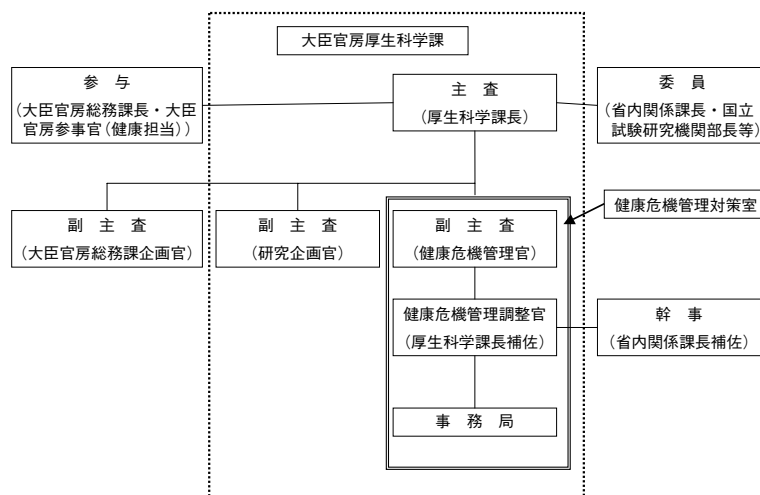 大臣官房厚生科学課
参 与
(大臣官房総務課長・大臣
官房参事官(健康担当))
主 査
(厚生科学課長)
委 員
(省内関係課長・国立
試験研究機関部長等)
副 主 査
(大臣官房総務課企画官)
副 主 査
(研究企画官)
副 主 査
(健康危機管理官)
健康危機管理対策室
健康危機管理調整官
(厚生科学課長補佐)
幹 事
(省内関係課長補佐)
事 務 局